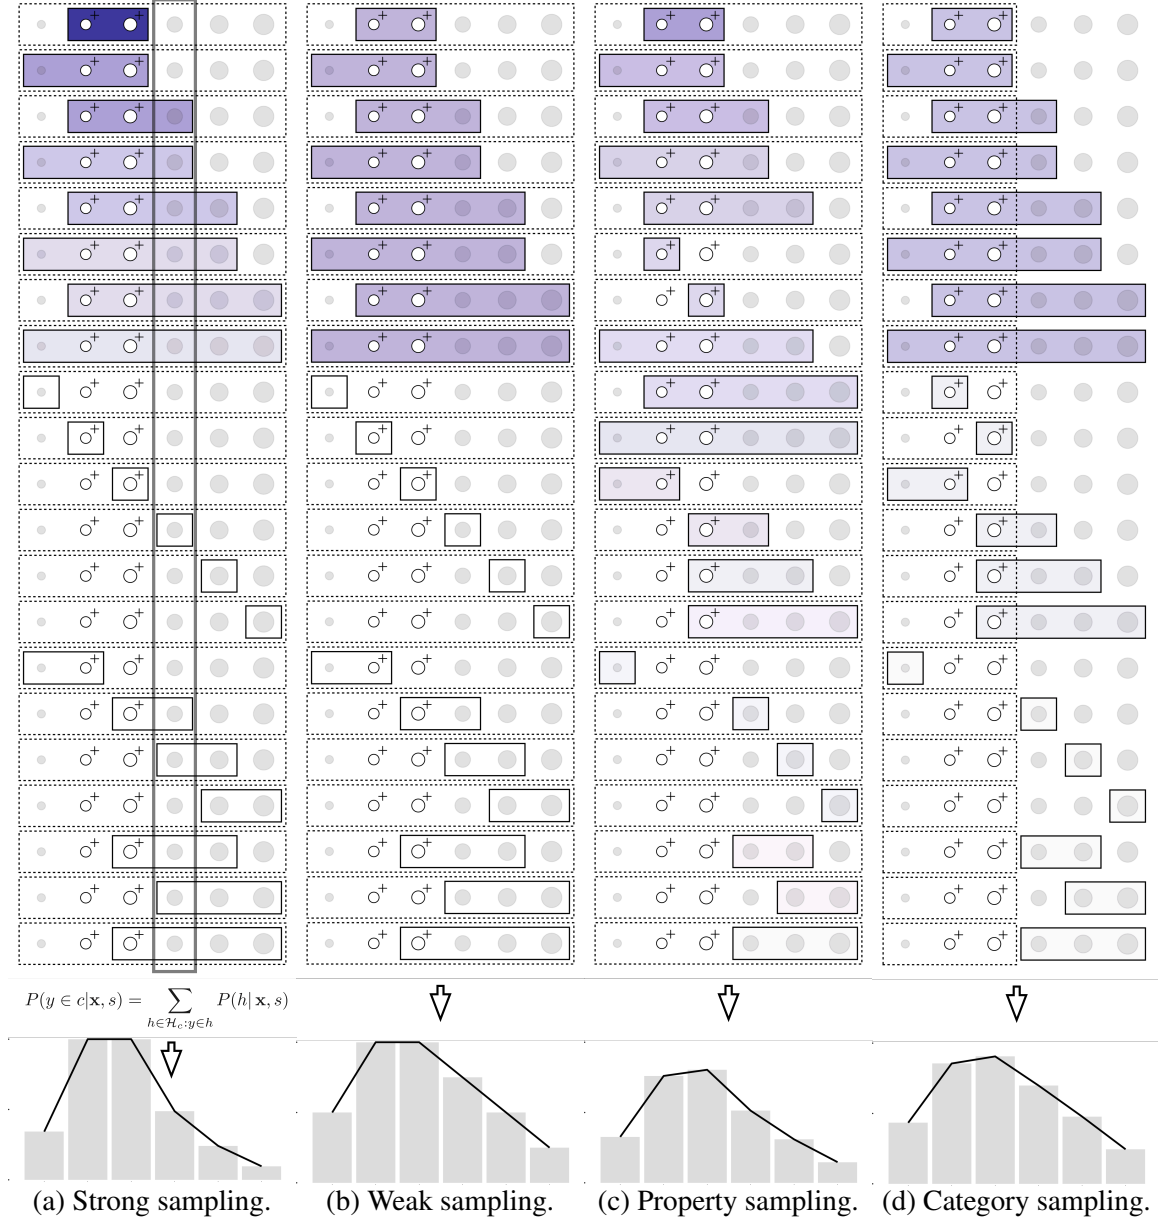 P(y ∈ c|x, s) = ∑ P(h| x, s)
h∈H_c:y∈h
(a) Strong sampling. (b) Weak sampling. (c) Property sampling. (d) Category sampling.